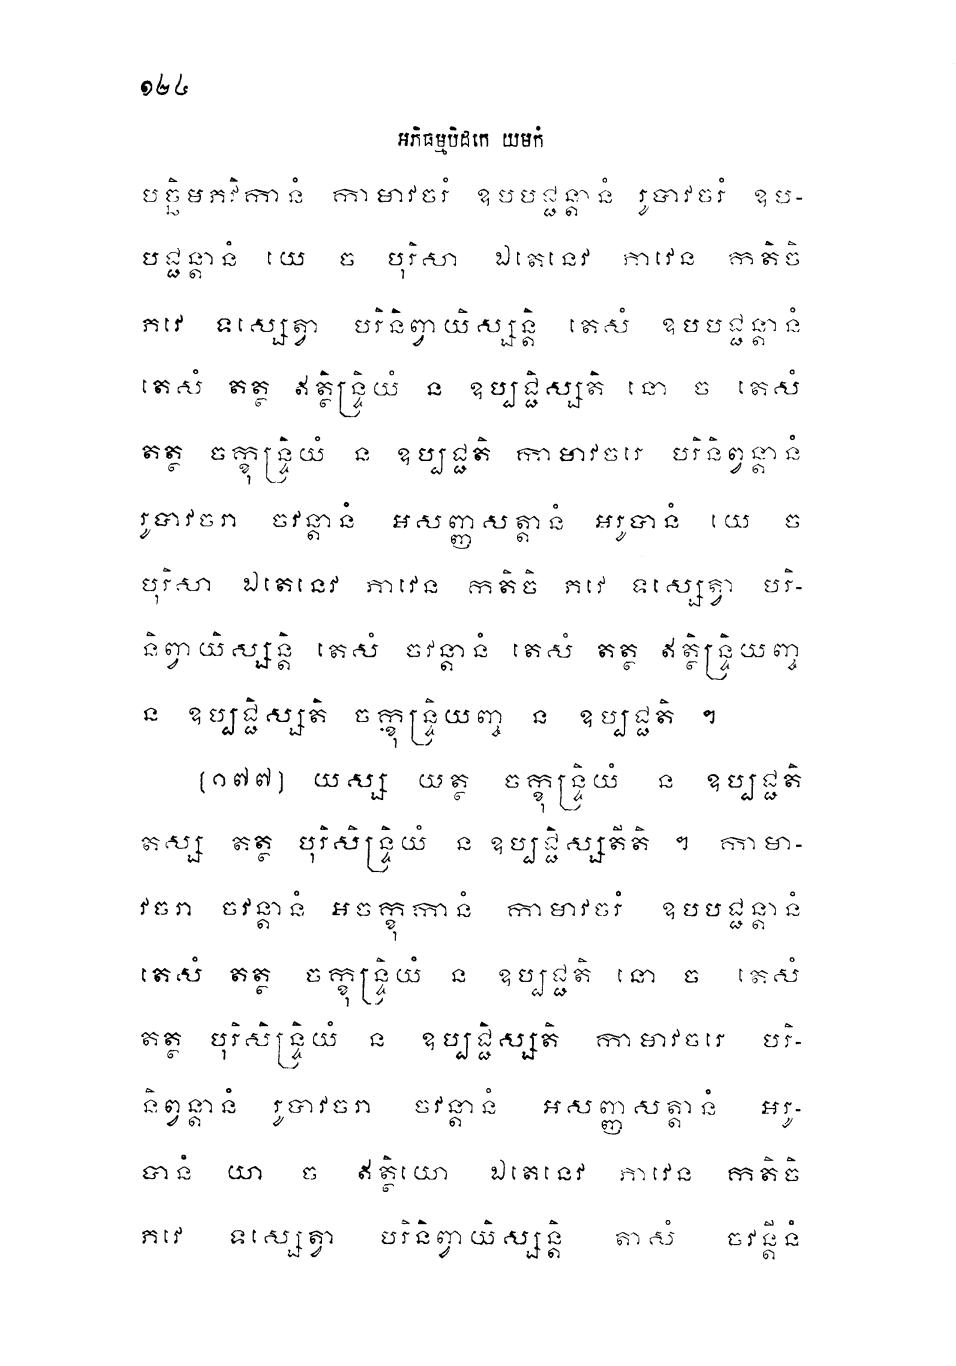 ១២៤
អភិធម្មបិដកេ យមកំ
បច្ឆិមភវិកានំ កាមាវចរំ ឧបបជ្ជន្តានំ រូបាវចរំ ឧប-
បជ្ជន្តានំ យេ ច បុរិសា ឯតេនេវ ភាវេន កតិចិ
ភវេ ទស្សេត្វា បរិនិព្វាយិស្សន្តិ តេសំ ឧបបជ្ជន្តានំ
តេសំ តត្ថ ឥត្ថិន្ទ្រិយំ ន ឧប្បជ្ជិស្សតិ នោ ច តេសំ
តត្ថ ចក្ខុន្ទ្រិយំ ន ឧប្បជ្ជតិ កាមាវចរេ បរិនិព្វន្តានំ
រូបាវចរា ចវន្តានំ អសញ្ញសត្តានំ អរូបានំ យេ ច
បុរិសា ឯតេនេវ ភាវេន កតិចិ ភវេ ទស្សេត្វា បរិ-
និព្វាយិស្សន្តិ តេសំ ចវន្តានំ តេសំ តត្ថ ឥត្ថិន្ទ្រិយញ្ច
ន ឧប្បជ្ជិស្សតិ ចក្ខុន្ទ្រិយញ្ច ន ឧប្បជ្ជតិ ។
(១៧៧) យស្ស យត្ថ ចក្ខុន្ទ្រិយំ ន ឧប្បជ្ជតិ
តស្ស តត្ថ បុរិសិន្ទ្រិយំ ន ឧប្បជ្ជិស្សតីតិ ។ កាមា-
វចរា ចវន្តានំ អចក្ខុកានំ កាមាវចរំ ឧបបជ្ជន្តានំ
តេសំ តត្ថ ចក្ខុន្ទ្រិយំ ន ឧប្បជ្ជតិ នោ ច តេសំ
តត្ថ បុរិសិន្ទ្រិយំ ន ឧប្បជ្ជិស្សតិ កាមាវចរេ បរិ-
និព្វន្តានំ រូបាវចរា ចវន្តានំ អសញ្ញសត្តានំ អរូ-
បានំ យា ច ឥត្ថិយោ ឯតេនេវ ភាវេន កតិចិ
ភវេ ទស្សេត្វា បរិនិព្វាយិស្សន្តិ តាសំ ចវន្តីនំ